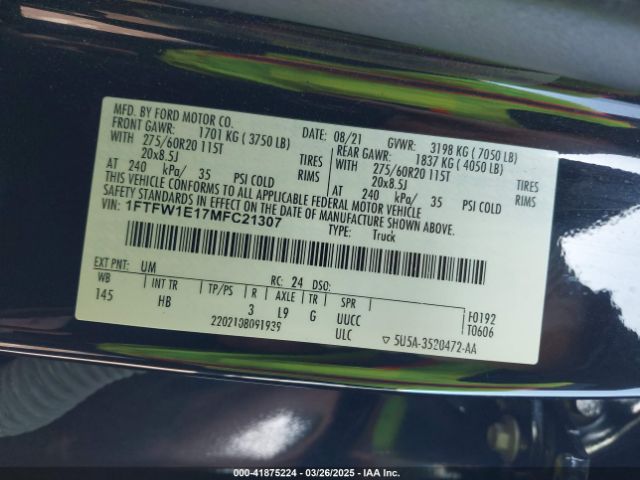 MFD. BY FORD MOTOR CO.
DATE: 08/21 GVWR: 3198 KG ( 7050 LB)
FRONT GAWR: 1701 KG ( 3750 LB) REAR GAWR: 1837 KG ( 4050 LB)
WITH 275/60R20 115T TIRES WITH 275/60R20 115T TIRES
20x8.5J RIMS 20x8.5J RIMS
AT 240 kPa/ 35 PSI COLD AT 240 kPa/ 35 PSI COLD
THIS VEHICLE CONFORMS TO ALL APPLICABLE FEDERAL MOTOR VEHICLE
SAFETY STANDARDS IN EFFECT ON THE DATE OF MANUFACTURE SHOWN ABOVE.
VIN: 1FTFW1E17MFC21307 TYPE: Truck
EXT PNT: UM RC: 24 DSO:
WB INT TR TP/PS R AXLE TR SPR
145 HB 3 L9 G UUCC
F0192
T0606
2202108091939 ULC ▽ 5U5A-3520472-AA
000-41875224 | 03/26/2025 | IAA Inc.